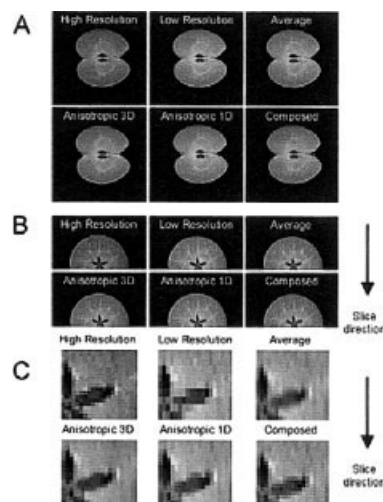 A
High Resolution Low Resolution Average
Anisotropic 3D Anisotropic 1D Composed
B
High Resolution Low Resolution Average
Anisotropic 3D Anisotropic 1D Composed
Slice
direction
C
High Resolution Low Resolution Average
Anisotropic 3D Anisotropic 1D Composed
Slice
direction